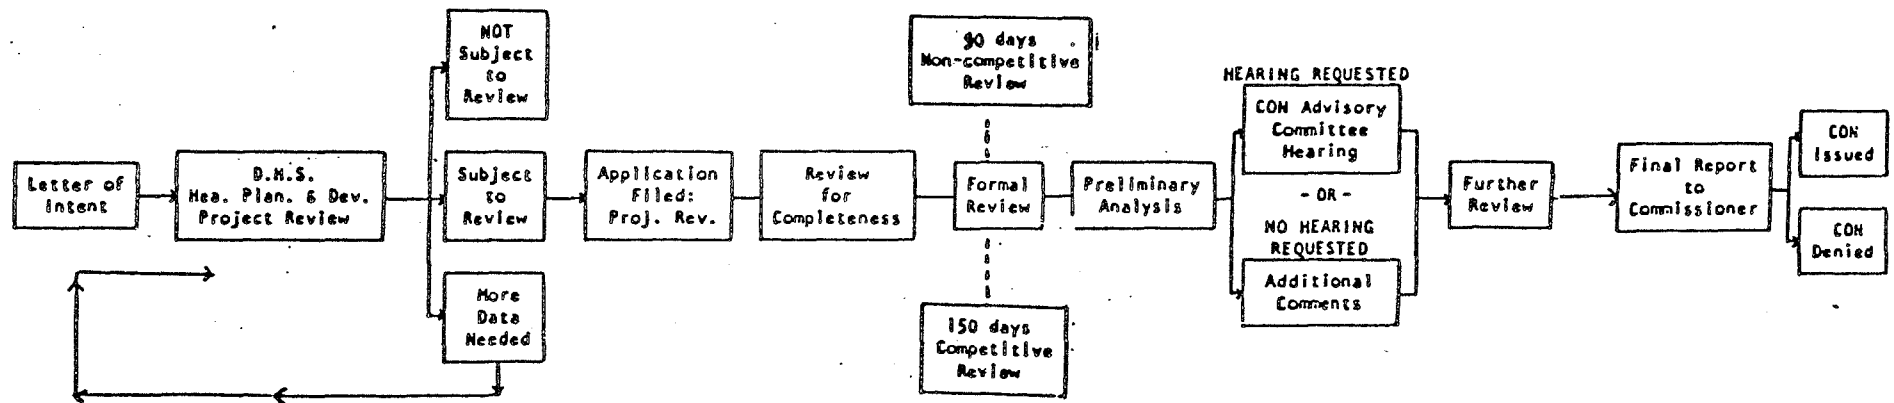 Letter of
Intent
D.H.S.
Hea. Plan. & Dev.
Project Review
NOT
Subject
to
Review
Subject
to
Review
More
Data
Needed
Application
Filed:
Proj. Rev.
Review
for
Completeness
90 days
Non-competitive
Review
Formal
Review
150 days
Competitive
Review
Preliminary
Analysis
HEARING REQUESTED
CON Advisory
Committee
Hearing
- OR -
NO HEARING
REQUESTED
Additional
Comments
Further
Review
Final Report
to
Commissioner
CON
Issued
CON
Denied